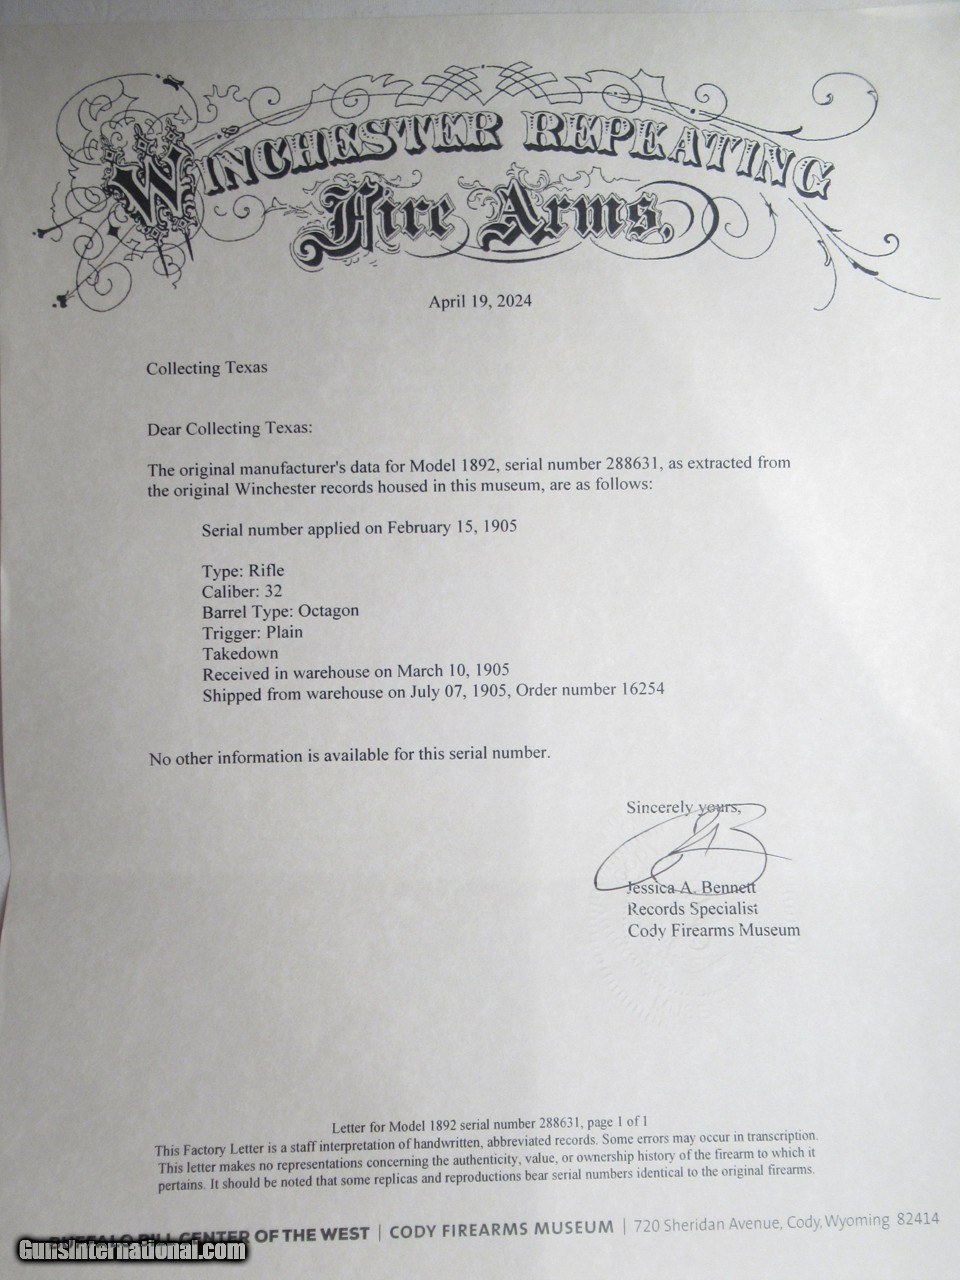 WINCHESTER REPEATING
Fire Arms,
April 19, 2024
Collecting Texas
Dear Collecting Texas:
The original manufacturer's data for Model 1892, serial number 288631, as extracted from
the original Winchester records housed in this museum, are as follows:
Serial number applied on February 15, 1905
Type: Rifle
Caliber: 32
Barrel Type: Octagon
Trigger: Plain
Takedown
Received in warehouse on March 10, 1905
Shipped from warehouse on July 07, 1905, Order number 16254
No other information is available for this serial number.
Sincerely yours,
Jessica A. Bennett
Records Specialist
Cody Firearms Museum
Letter for Model 1892 serial number 288631, page 1 of 1
This Factory Letter is a staff interpretation of handwritten, abbreviated records. Some errors may occur in transcription.
This letter makes no representations concerning the authenticity, value, or ownership history of the firearm to which it
pertains. It should be noted that some replicas and reproductions bear serial numbers identical to the original firearms.
BUFFALO BILL CENTER OF THE WEST | CODY FIREARMS MUSEUM | 720 Sheridan Avenue, Cody, Wyoming 82414
GunsInternational.com